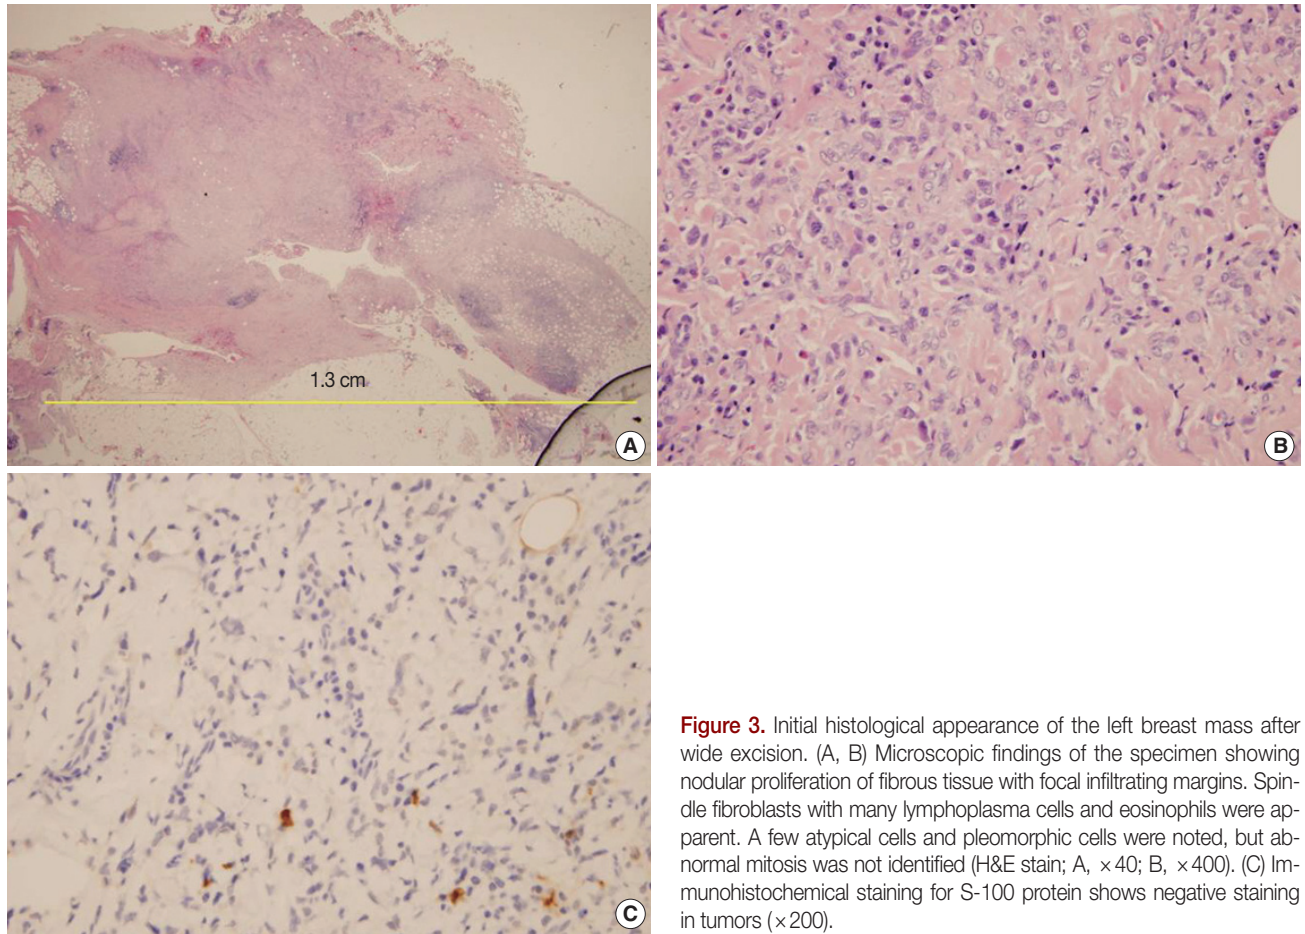 1.3 cm
A
B
C
Figure 3. Initial histological appearance of the left breast mass after
wide excision. (A, B) Microscopic findings of the specimen showing
nodular proliferation of fibrous tissue with focal infiltrating margins. Spin-
dle fibroblasts with many lymphoplasma cells and eosinophils were ap-
parent. A few atypical cells and pleomorphic cells were noted, but ab-
normal mitosis was not identified (H&E stain; A, ×40; B, ×400). (C) Im-
munohistochemical staining for S-100 protein shows negative staining
in tumors (×200).